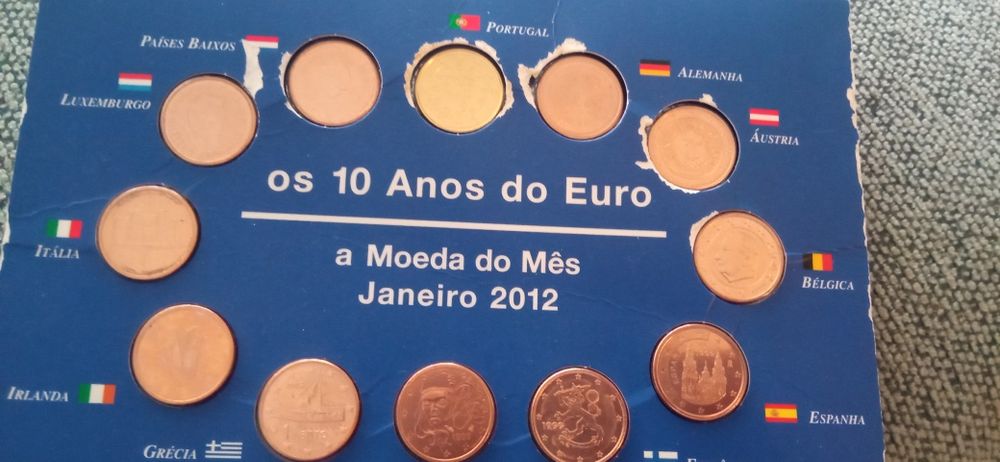 PORTUGAL
PAÍSES BAIXOS
ALEMANHA
LUXEMBURGO
ÁUSTRIA
os 10 Anos do Euro
ITÁLIA
a Moeda do Mês
Janeiro 2012
BÉLGICA
IRLANDA
1999
ESPANHA
GRÉCIA